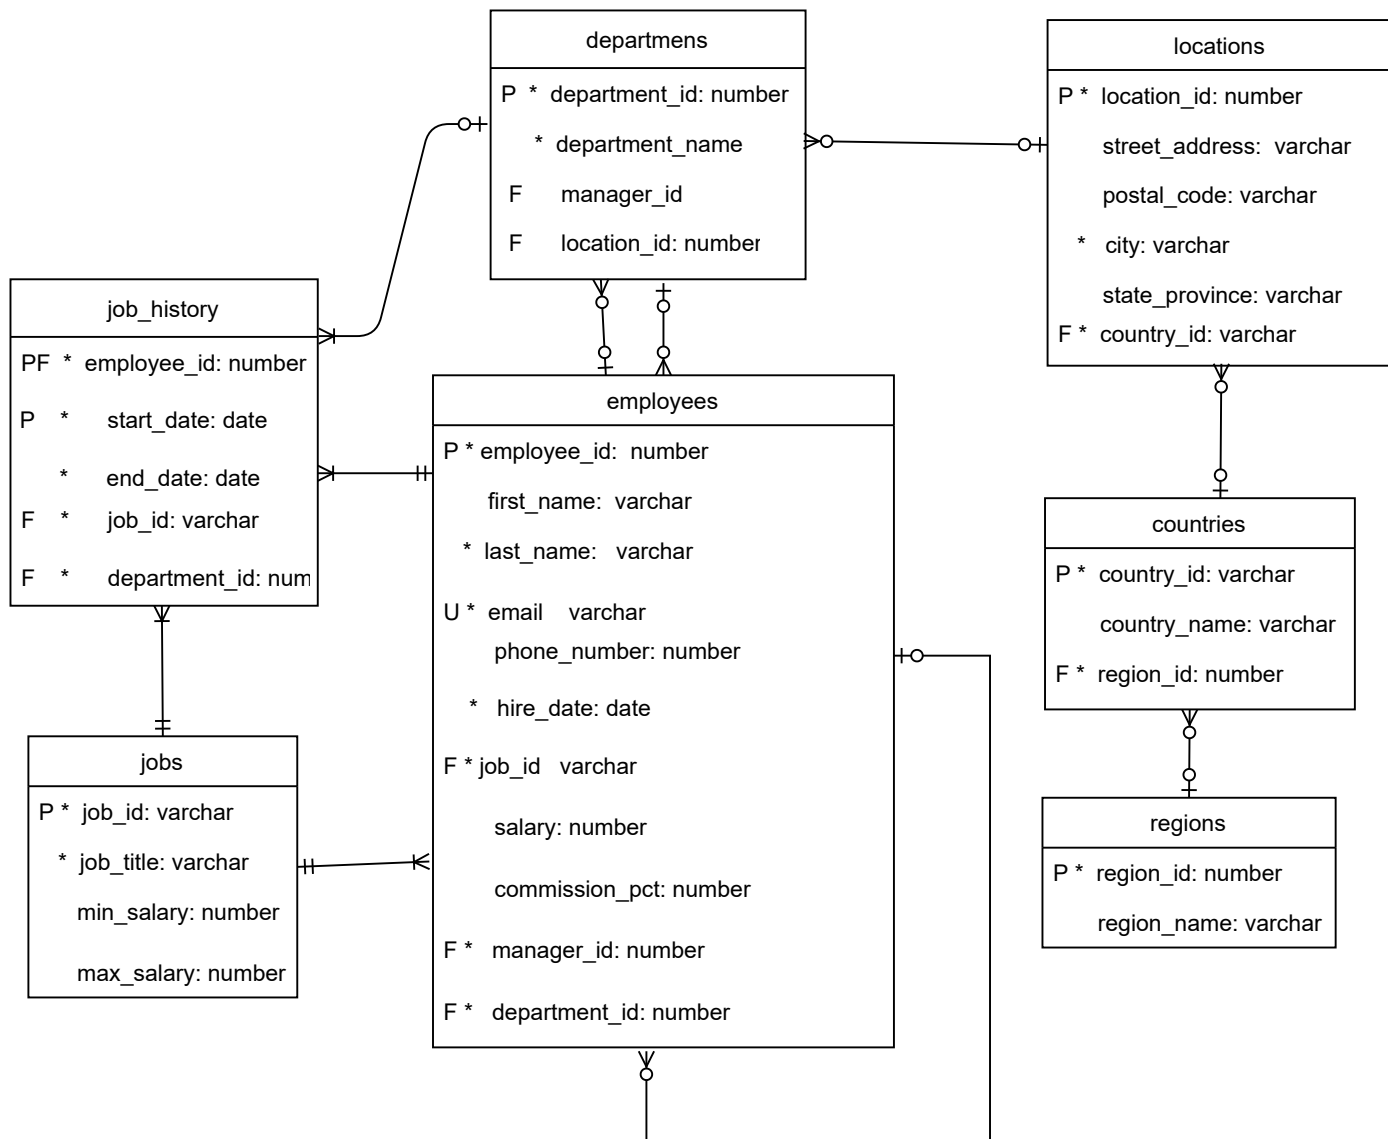 departmens
P * department_id: number
* department_name
F manager_id
F location_id: number
locations
P * location_id: number
street_address: varchar
postal_code: varchar
* city: varchar
state_province: varchar
F * country_id: varchar
job_history
PF * employee_id: number
P * start_date: date
* end_date: date
F * job_id: varchar
F * department_id: num
employees
P * employee_id: number
first_name: varchar
* last_name: varchar
U * email varchar
phone_number: number
* hire_date: date
F * job_id varchar
salary: number
commission_pct: number
F * manager_id: number
F * department_id: number
countries
P * country_id: varchar
country_name: varchar
F * region_id: number
jobs
P * job_id: varchar
* job_title: varchar
min_salary: number
max_salary: number
regions
P * region_id: number
region_name: varchar